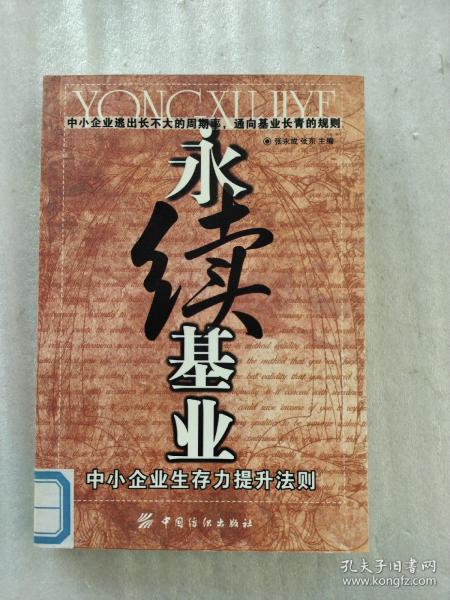 YONGXUJIYE
中小企业逃出长不大的周期率，通向基业长青的规则
张永成 张东 主编
永续基业
中小企业生存力提升法则
中国纺织出版社
孔夫子旧书网
www.kongfz.com